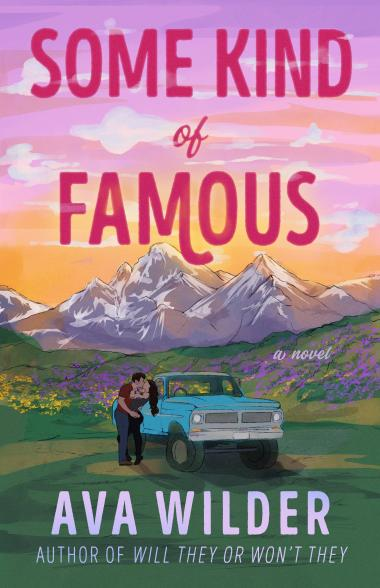 SOME KIND
of
FAMOUS
a novel
AVA WILDER
AUTHOR OF WILL THEY OR WON'T THEY